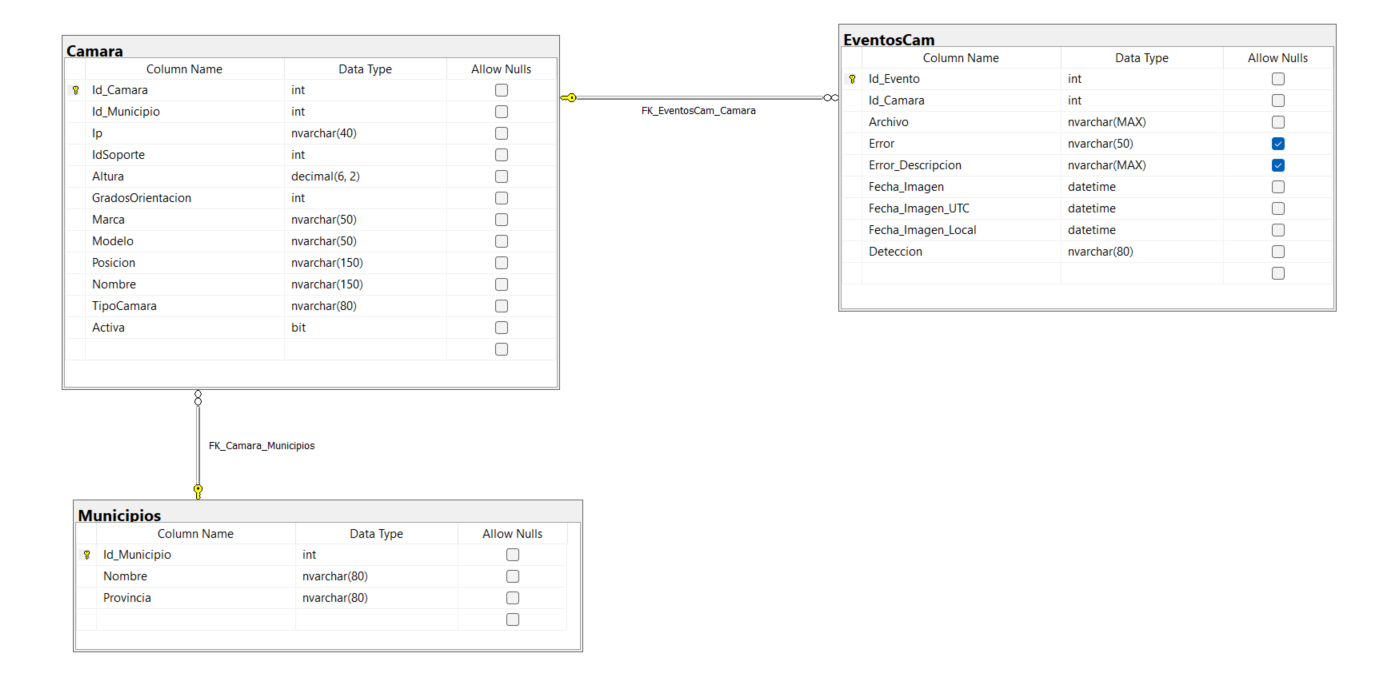 Camara
Column Name Data Type Allow Nulls
Id_Camara int
Id_Municipio int
Ip nvarchar(40)
IdSoporte int
Altura decimal(6, 2)
GradosOrientacion int
Marca nvarchar(50)
Modelo nvarchar(50)
Posicion nvarchar(150)
Nombre nvarchar(150)
TipoCamara nvarchar(80)
Activa bit
FK_EventosCam_Camara
EventosCam
Column Name Data Type Allow Nulls
Id_Evento int
Id_Camara int
Archivo nvarchar(MAX)
Error nvarchar(50)
Error_Descripcion nvarchar(MAX)
Fecha_Imagen datetime
Fecha_Imagen_UTC datetime
Fecha_Imagen_Local datetime
Deteccion nvarchar(80)
FK_Camara_Municipios
Municipios
Column Name Data Type Allow Nulls
Id_Municipio int
Nombre nvarchar(80)
Provincia nvarchar(80)